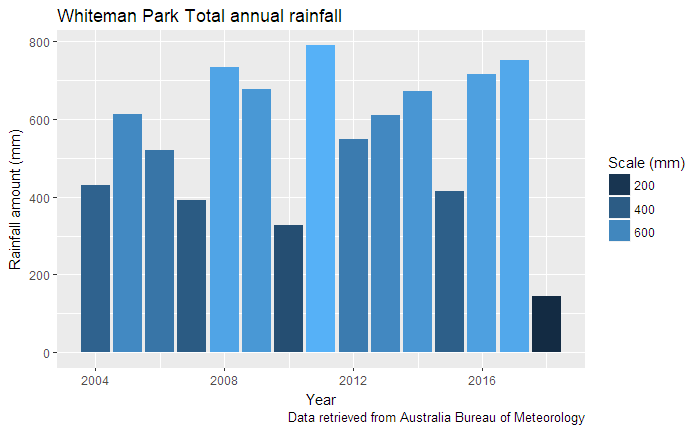 Whiteman Park Total annual rainfall
800
600
400
200
0
Rainfall amount (mm)
2004
2008
2012
2016
Year
Data retrieved from Australia Bureau of Meteorology
Scale (mm)
200
400
600